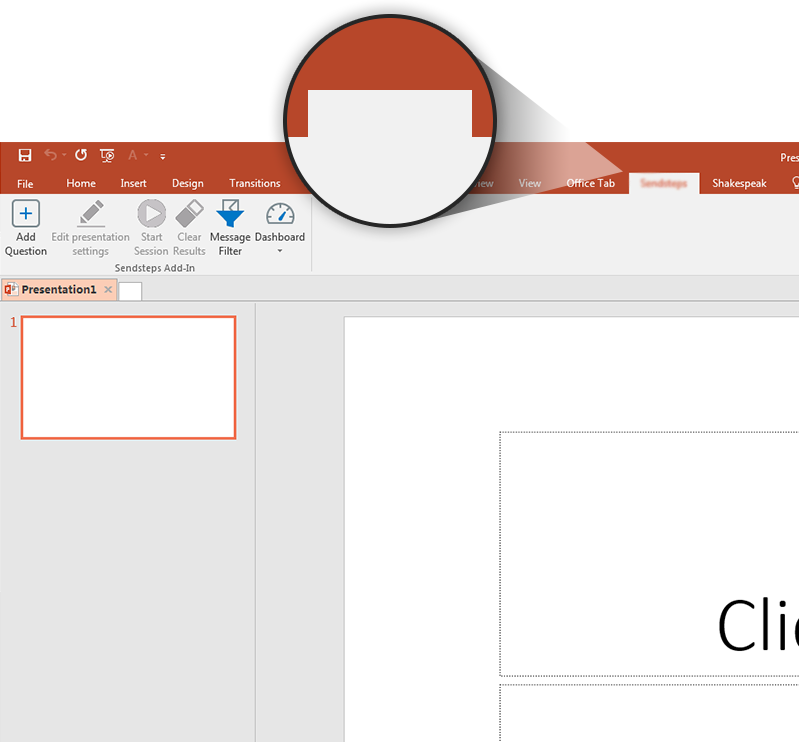 Pres
File Home Insert Design Transitions iew View Office Tab Sendsteps Shakespeak
Add Question
Edit presentation settings
Start Session
Clear Results
Message Filter
Dashboard
Sendsteps Add-In
Presentation1
1
Clic